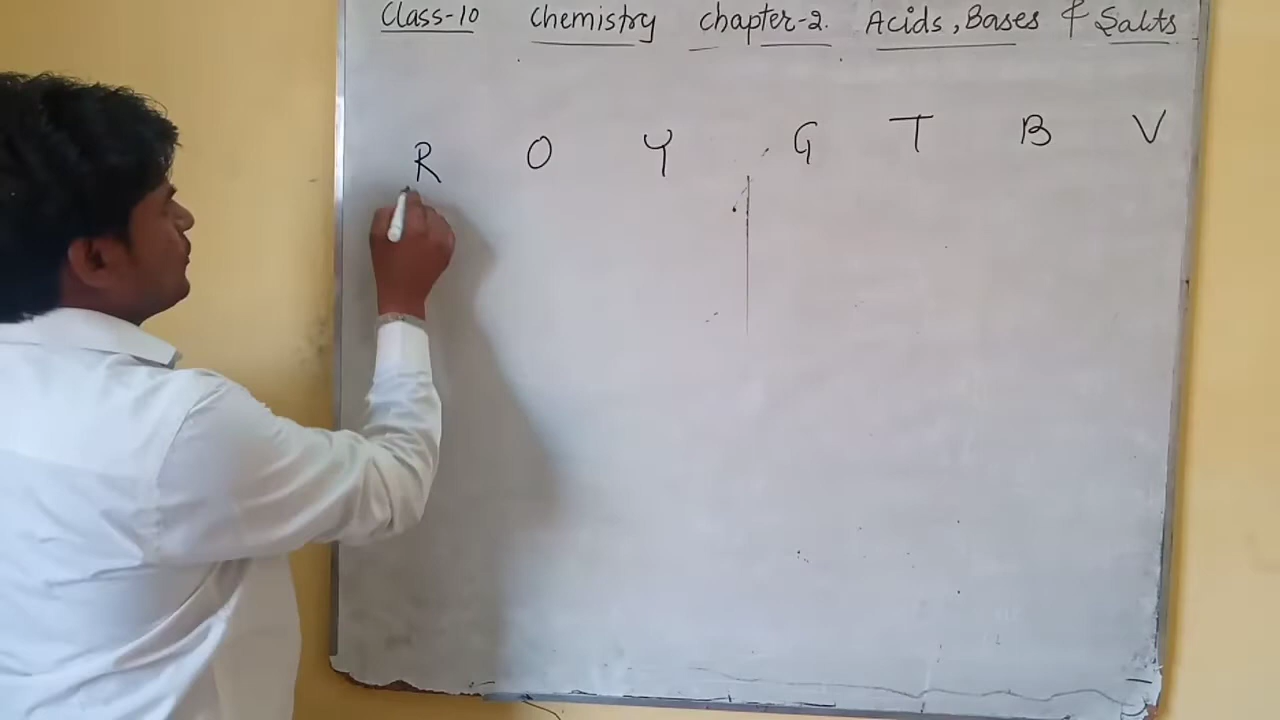 Class-10 Chemistry chapter-2. Acids, Bases & Salts
R O Y G T B V